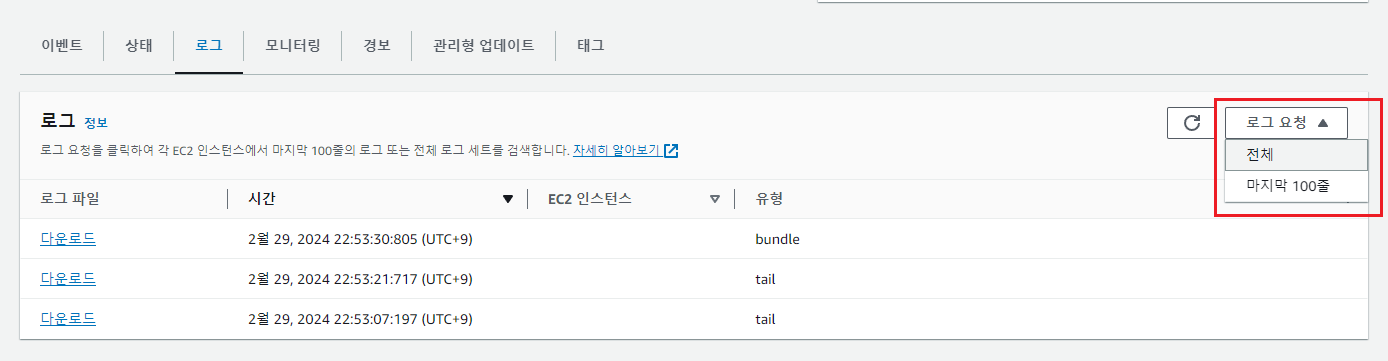 이벤트 상태 로그 모니터링 경보 관리형 업데이트 태그
로그 정보
로그 요청
로그 요청을 클릭하여 각 EC2 인스턴스에서 마지막 100줄의 로그 또는 전체 로그 세트를 검색합니다. 자세히 알아보기
전체
마지막 100줄
로그 파일 시간 EC2 인스턴스 유형
다운로드 2월 29, 2024 22:53:30:805 (UTC+9) bundle
다운로드 2월 29, 2024 22:53:21:717 (UTC+9) tail
다운로드 2월 29, 2024 22:53:07:197 (UTC+9) tail